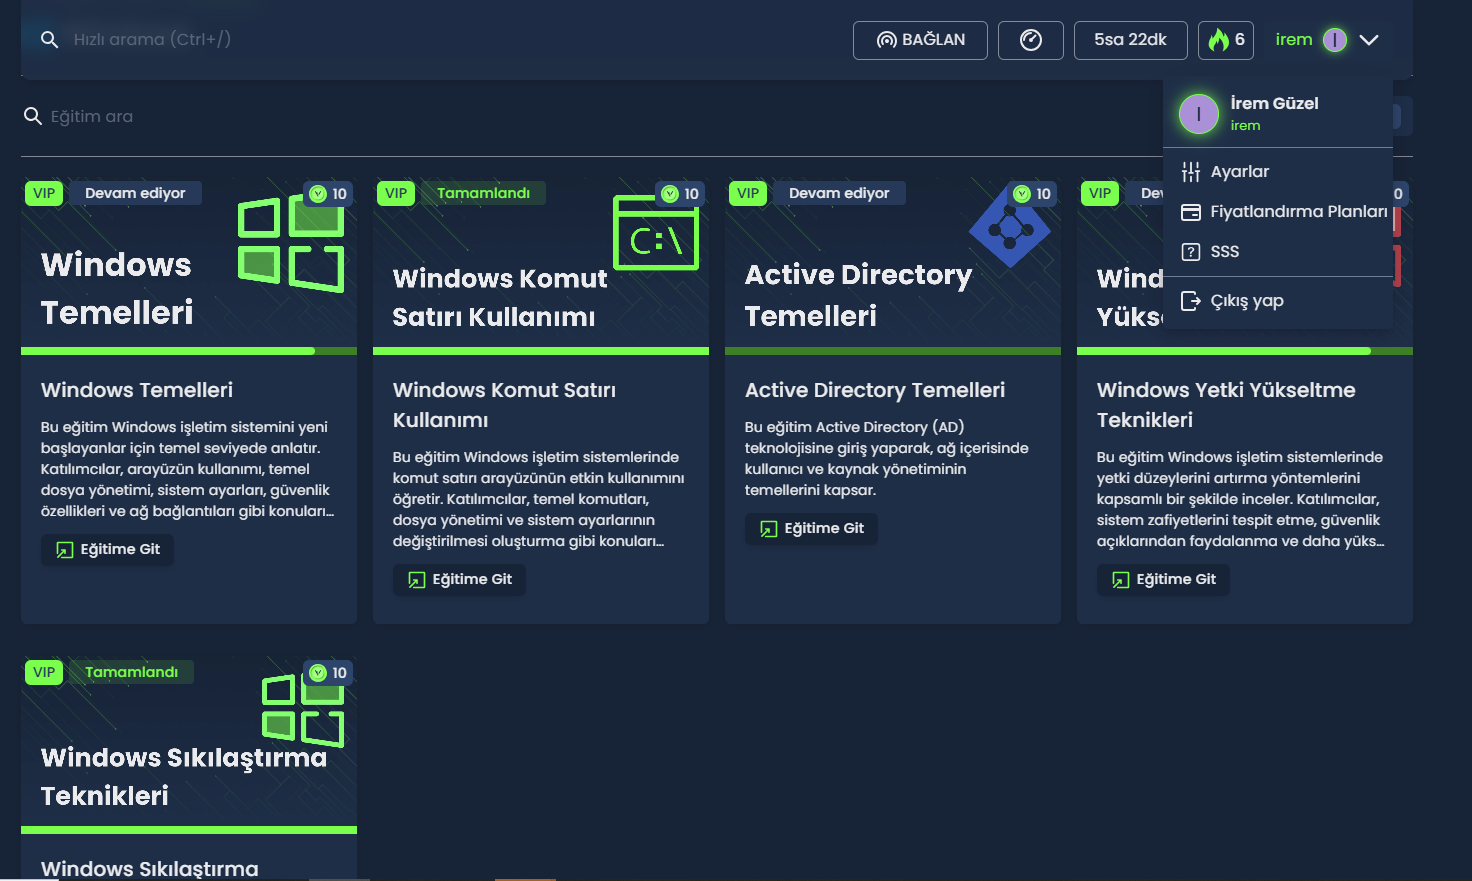 Hızlı arama (Ctrl+/)
BAĞLAN
5sa 22dk
6
irem
I
Eğitim ara
I
İrem Güzel
irem
Ayarlar
Fiyatlandırma Planları
SSS
Çıkış yap
VIP
Devam ediyor
10
Windows
Temelleri
Windows Temelleri
Bu eğitim Windows işletim sistemini yeni
başlayanlar için temel seviyede anlatır.
Katılımcılar, arayüzün kullanımı, temel
dosya yönetimi, sistem ayarları, güvenlik
özellikleri ve ağ bağlantıları gibi konuları...
Eğitime Git
VIP
Tamamlandı
10
C:\
Windows Komut
Satırı Kullanımı
Windows Komut Satırı
Kullanımı
Bu eğitim Windows işletim sistemlerinde
komut satırı arayüzünün etkin kullanımını
öğretir. Katılımcılar, temel komutları,
dosya yönetimi ve sistem ayarlarının
değiştirilmesi oluşturma gibi konuları...
Eğitime Git
VIP
Devam ediyor
10
Active Directory
Temelleri
Active Directory Temelleri
Bu eğitim Active Directory (AD)
teknolojisine giriş yaparak, ağ içerisinde
kullanıcı ve kaynak yönetiminin
temellerini kapsar.
Eğitime Git
VIP
Dev
0
Wind
Yüks
Windows Yetki Yükseltme
Teknikleri
Bu eğitim Windows işletim sistemlerinde
yetki düzeylerini artırma yöntemlerini
kapsamlı bir şekilde inceler. Katılımcılar,
sistem zafiyetlerini tespit etme, güvenlik
açıklarından faydalanma ve daha yüks...
Eğitime Git
VIP
Tamamlandı
10
Windows Sıkılaştırma
Teknikleri
Windows Sıkılaştırma